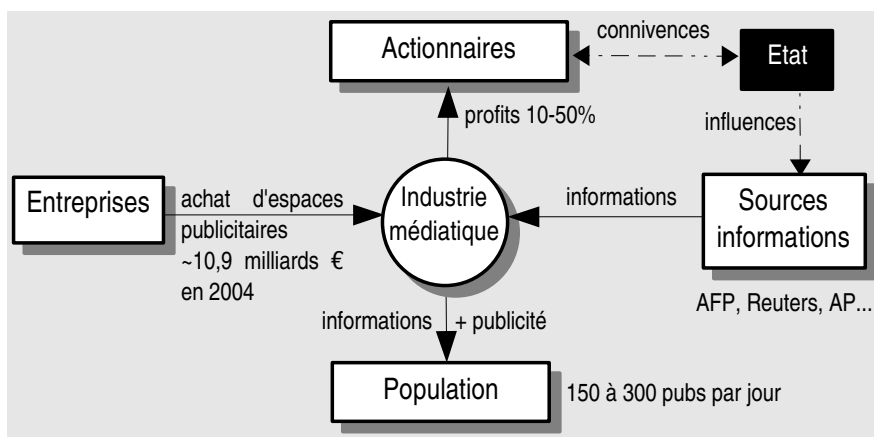 connivences
Actionnaires
Etat
profits 10-50%
influences
Entreprises
achat d'espaces
publicitaires
~10,9 milliards €
en 2004
Industrie
médiatique
informations
Sources
informations
AFP, Reuters, AP...
informations + publicité
Population
150 à 300 pubs par jour